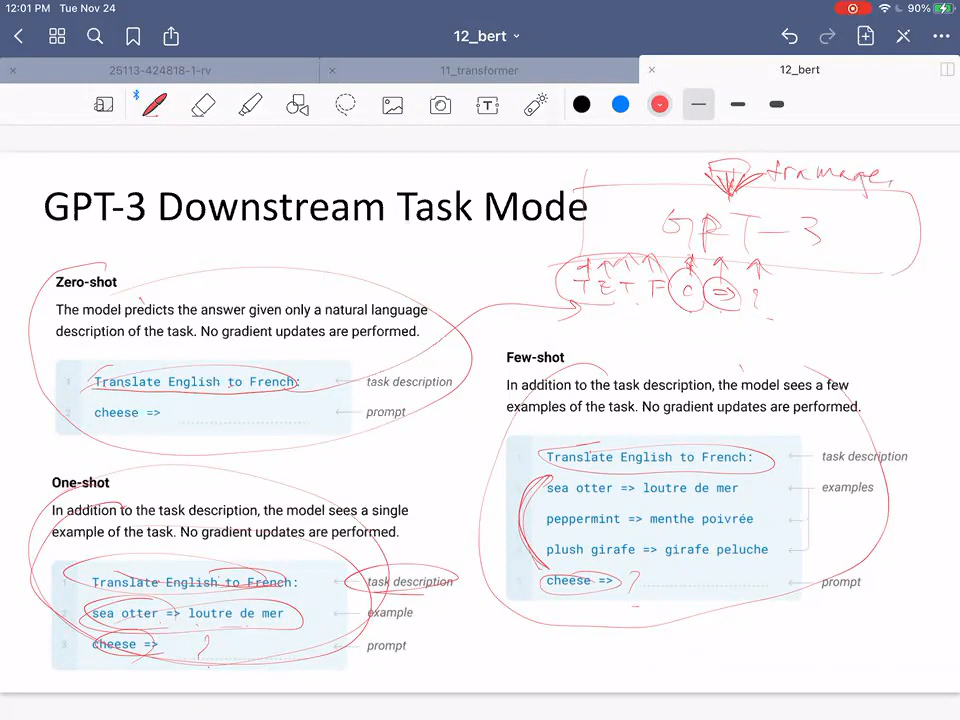 12:01 PM Tue Nov 24
90%
12_bert
25113-424818-1-rv
11_transformer
12_bert
GPT-3 Downstream Task Mode
GPT-3
T E T F C => ?
Zero-shot
The model predicts the answer given only a natural language
description of the task. No gradient updates are performed.
1 Translate English to French: task description
2 cheese => prompt
One-shot
In addition to the task description, the model sees a single
example of the task. No gradient updates are performed.
1 Translate English to French: task description
2 sea otter => loutre de mer example
3 cheese => ? prompt
Few-shot
In addition to the task description, the model sees a few
examples of the task. No gradient updates are performed.
Translate English to French: task description
sea otter => loutre de mer examples
peppermint => menthe poivrée
plush girafe => girafe peluche
cheese => ? prompt